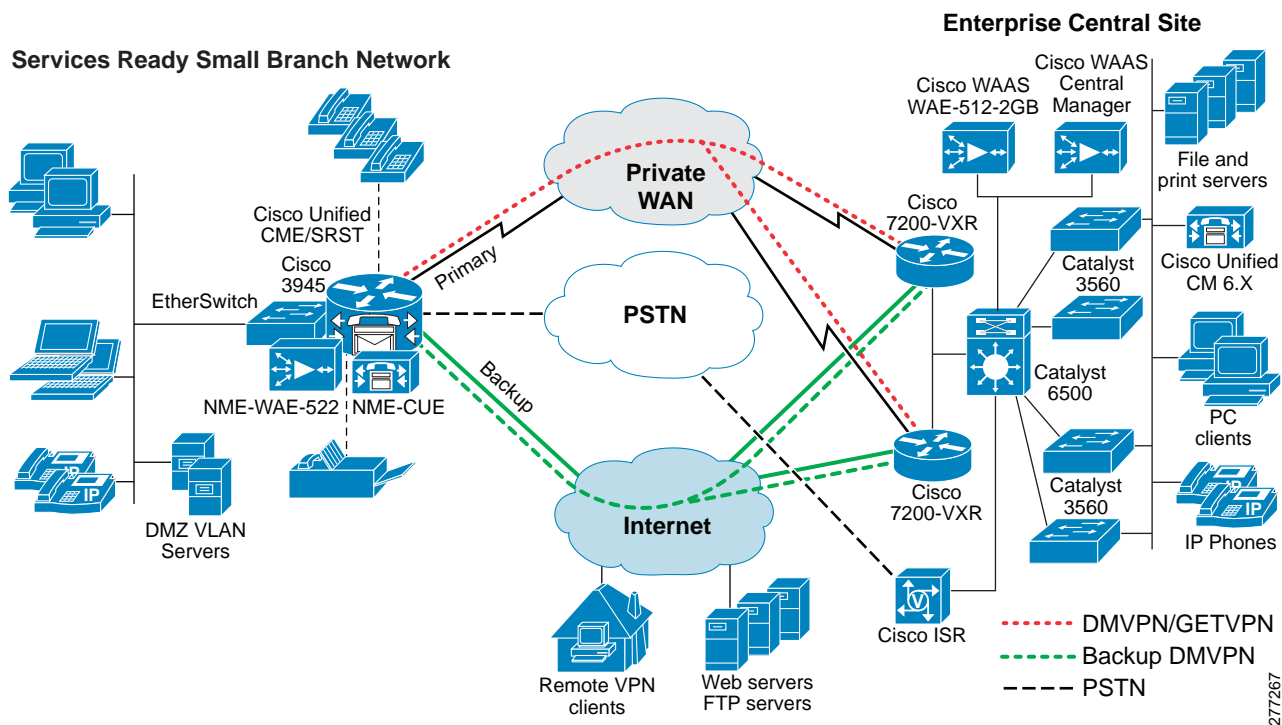 Enterprise Central Site
Services Ready Small Branch Network
Cisco WAAS
WAE-512-2GB
Cisco WAAS
Central
Manager
File and
print servers
Cisco Unified
CME/SRST
Cisco
3945
EtherSwitch
NME-WAE-522
NME-CUE
IP
IP
DMZ VLAN
Servers
Primary
Backup
Private
WAN
PSTN
Internet
Remote VPN
clients
Web servers
FTP servers
Cisco
7200-VXR
Cisco
7200-VXR
V
Cisco ISR
Catalyst
3560
Cisco Unified
CM 6.X
Catalyst
6500
PC
clients
Catalyst
3560
IP
IP
IP Phones
DMVPN/GETVPN
Backup DMVPN
PSTN
277267